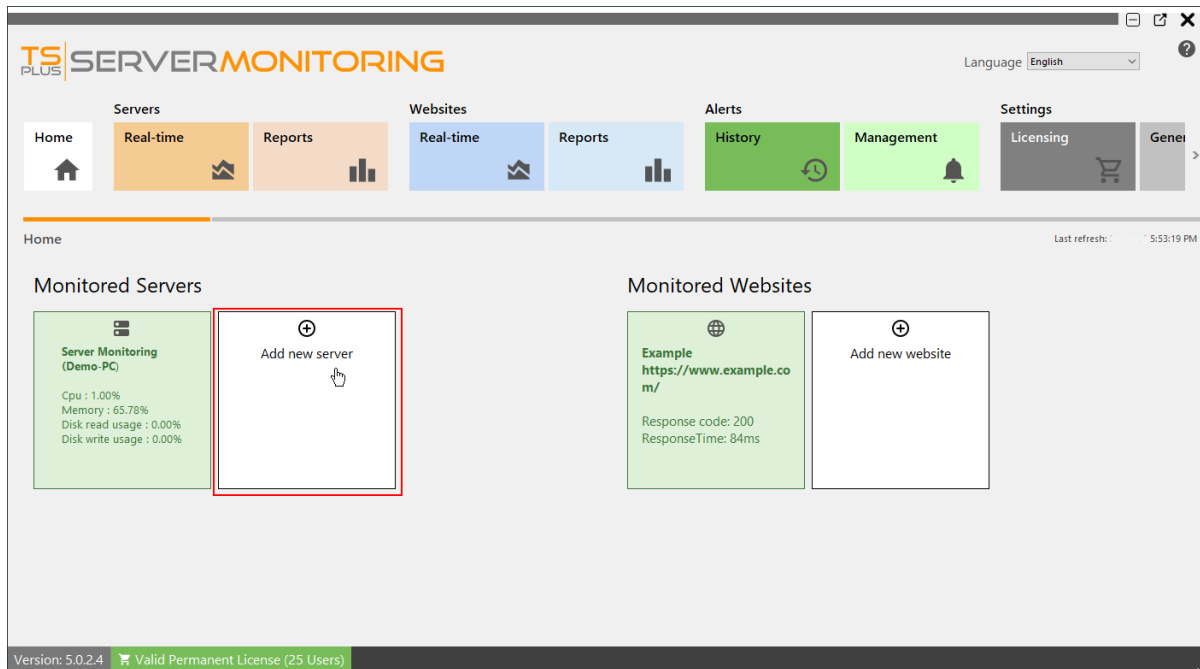 TS PLUS SERVERMONITORING
Language English
Servers
Websites
Alerts
Settings
Home
Real-time
Reports
Real-time
Reports
History
Management
Licensing
Home
Last refresh: 5:53:19 PM
Monitored Servers
Monitored Websites
Server Monitoring
(Demo-PC)
Cpu : 1.00%
Memory : 65.78%
Disk read usage : 0.00%
Disk write usage : 0.00%
Add new server
Example
https://www.example.co
m/
Response code: 200
ResponseTime: 84ms
Add new website
Version: 5.0.2.4
Valid Permanent License (25 Users)